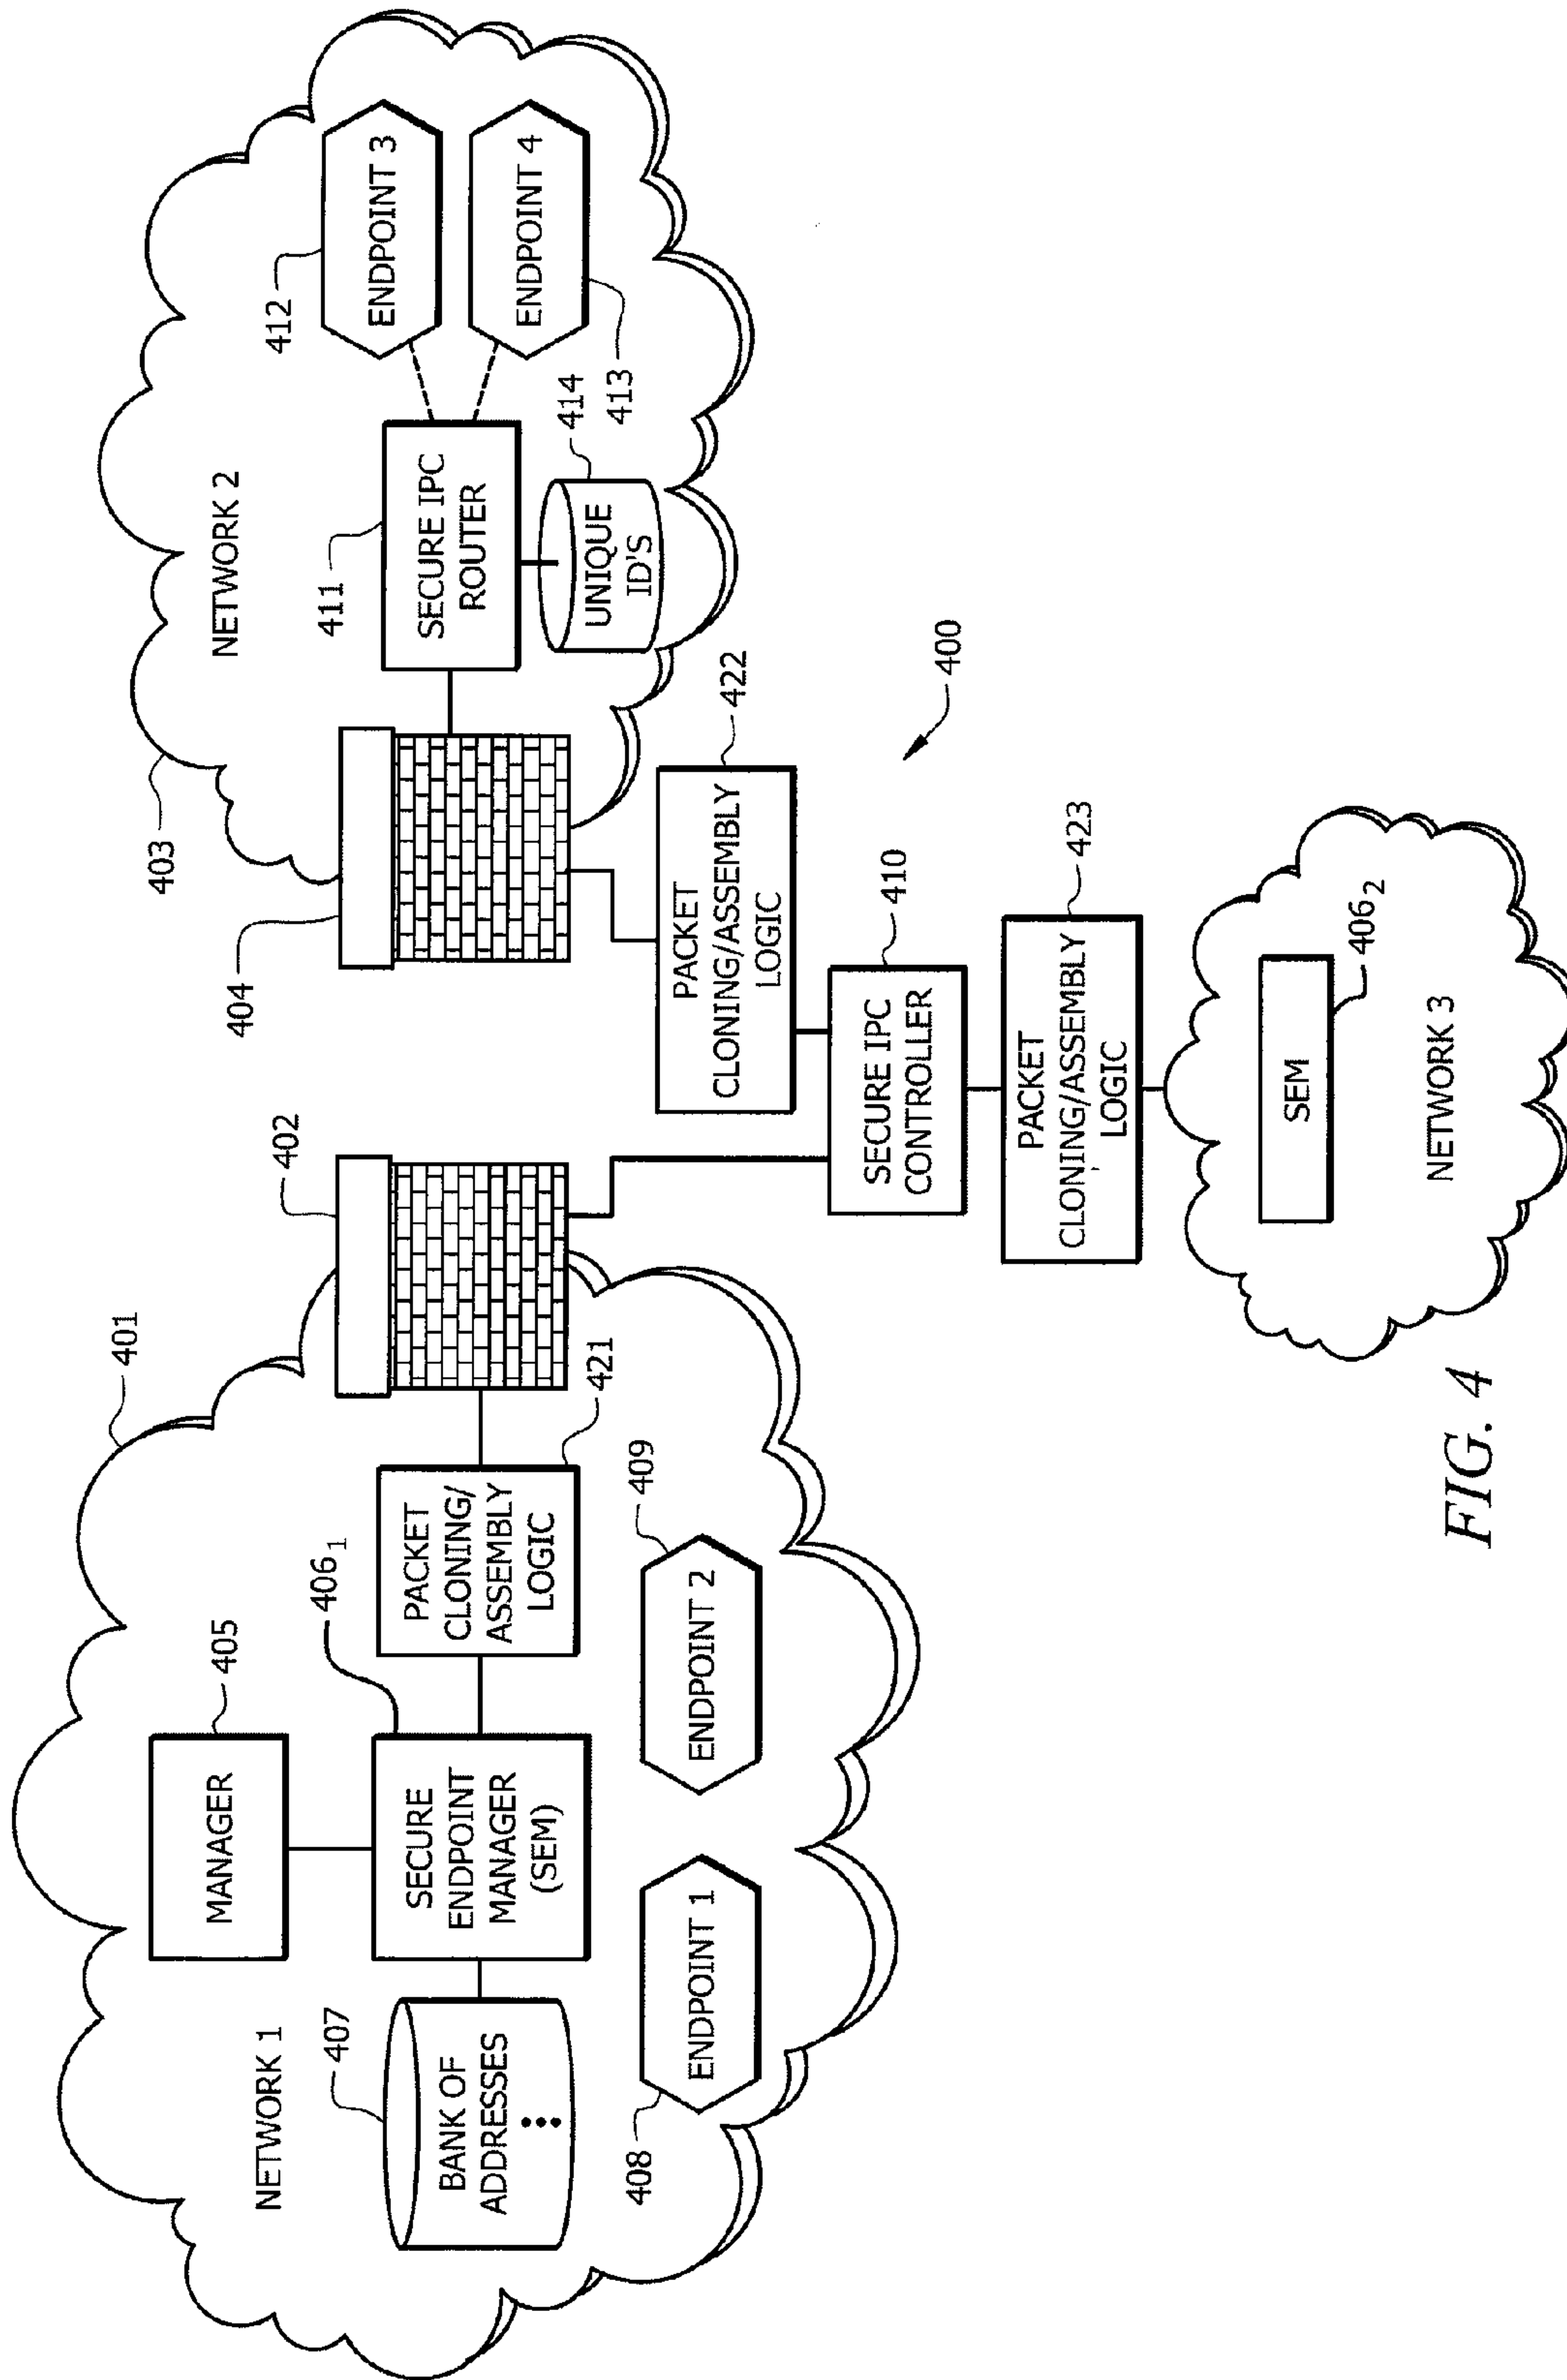 401
NETWORK 1
MANAGER
405
407
BANK OF
ADDRESSES
SECURE
ENDPOINT
MANAGER
(SEM)
406₁
PACKET
CLONING/
ASSEMBLY
LOGIC
421
402
408
ENDPOINT 1
ENDPOINT 2
409
403
NETWORK 2
404
411
SECURE IPC
ROUTER
412
ENDPOINT 3
ENDPOINT 4
413
UNIQUE
ID'S
414
PACKET
CLONING/ASSEMBLY
LOGIC
422
400
SECURE IPC
CONTROLLER
410
PACKET
CLONING/ASSEMBLY
LOGIC
423
SEM
406₂
NETWORK 3
FIG. 4